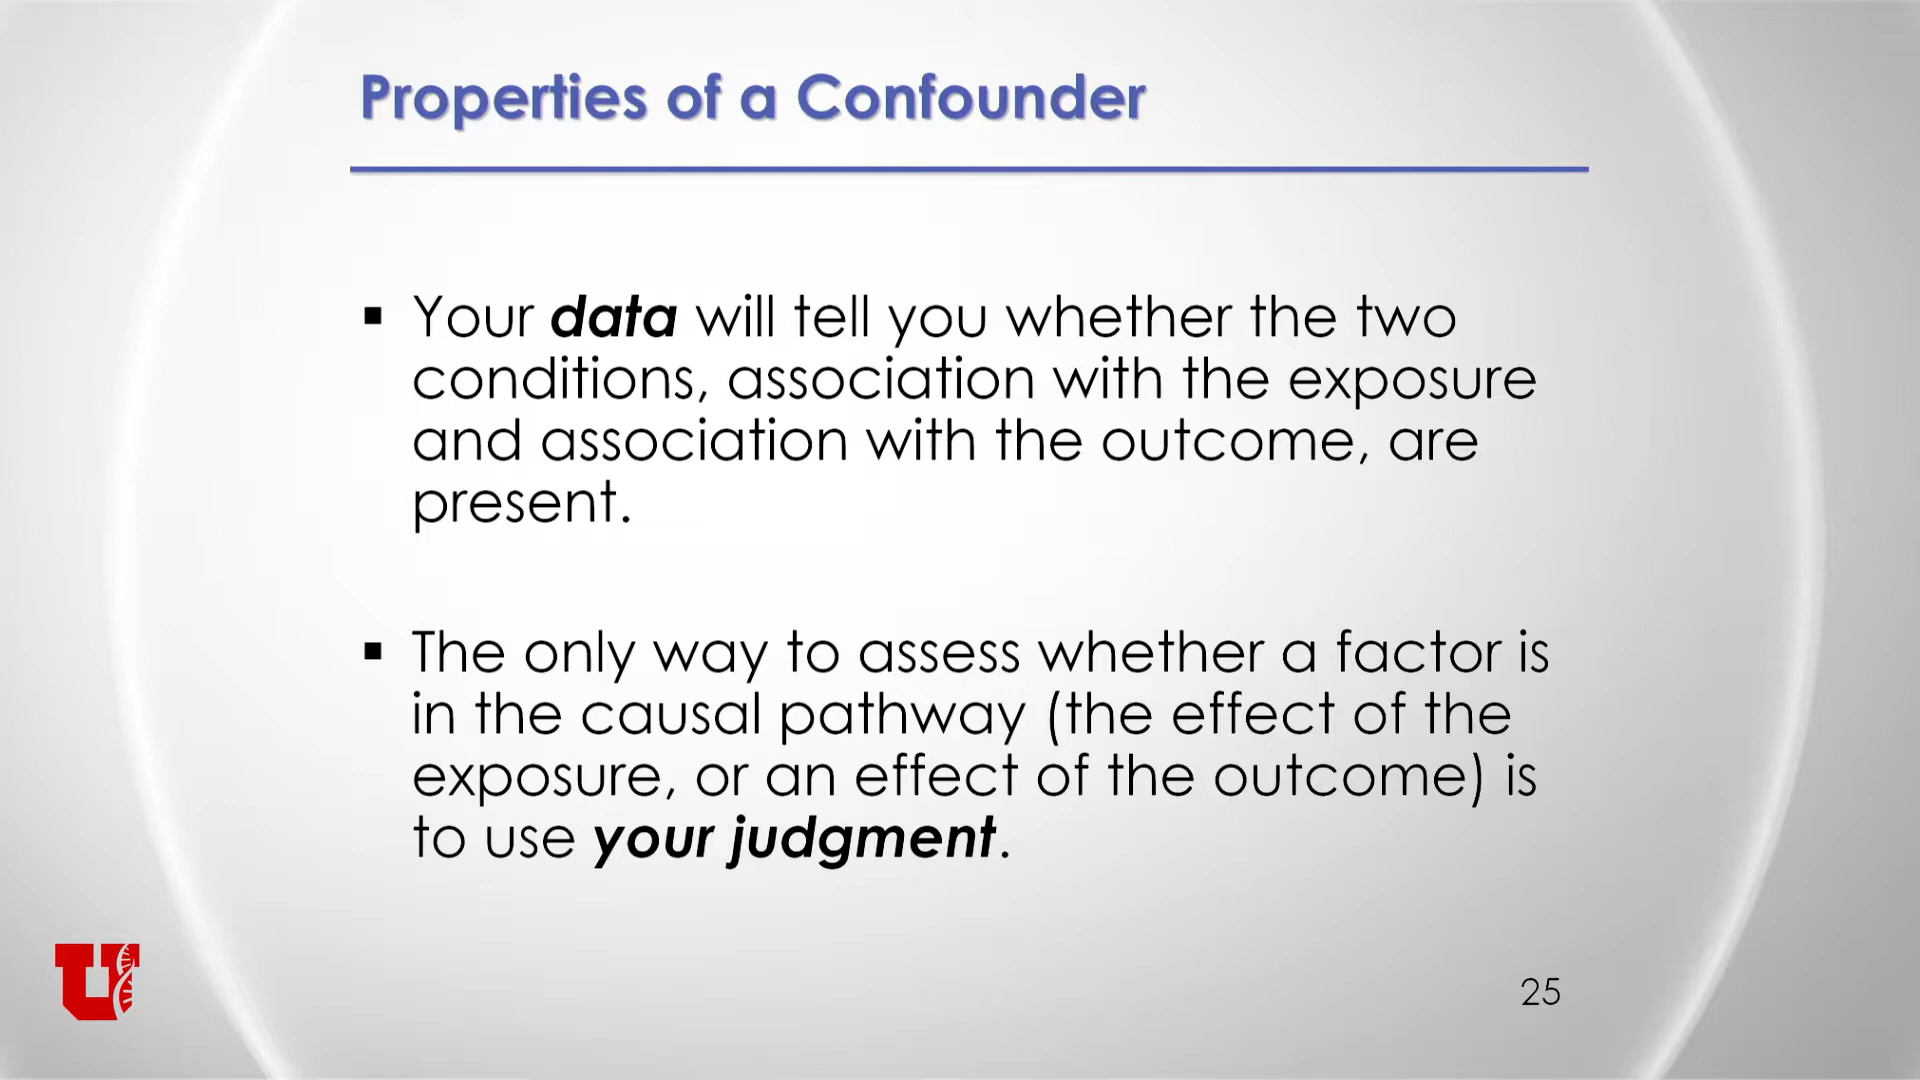 Properties of a Confounder
▪ Your data will tell you whether the two
conditions, association with the exposure
and association with the outcome, are
present.
▪ The only way to assess whether a factor is
in the causal pathway (the effect of the
exposure, or an effect of the outcome) is
to use your judgment.
U
25